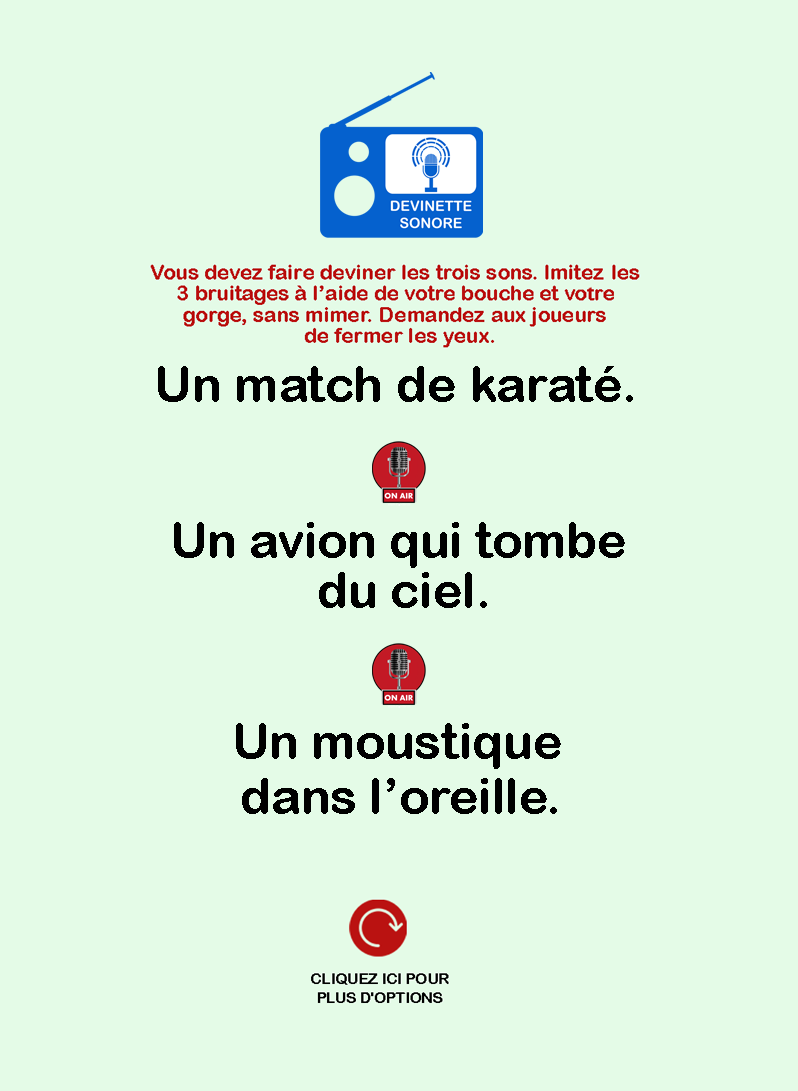 DEVINETTE
SONORE
Vous devez faire deviner les trois sons. Imitez les
3 bruitages à l’aide de votre bouche et votre
gorge, sans mimer. Demandez aux joueurs
de fermer les yeux.
Un match de karaté.
ON AIR
Un avion qui tombe
du ciel.
ON AIR
Un moustique
dans l’oreille.
CLIQUEZ ICI POUR
PLUS D'OPTIONS